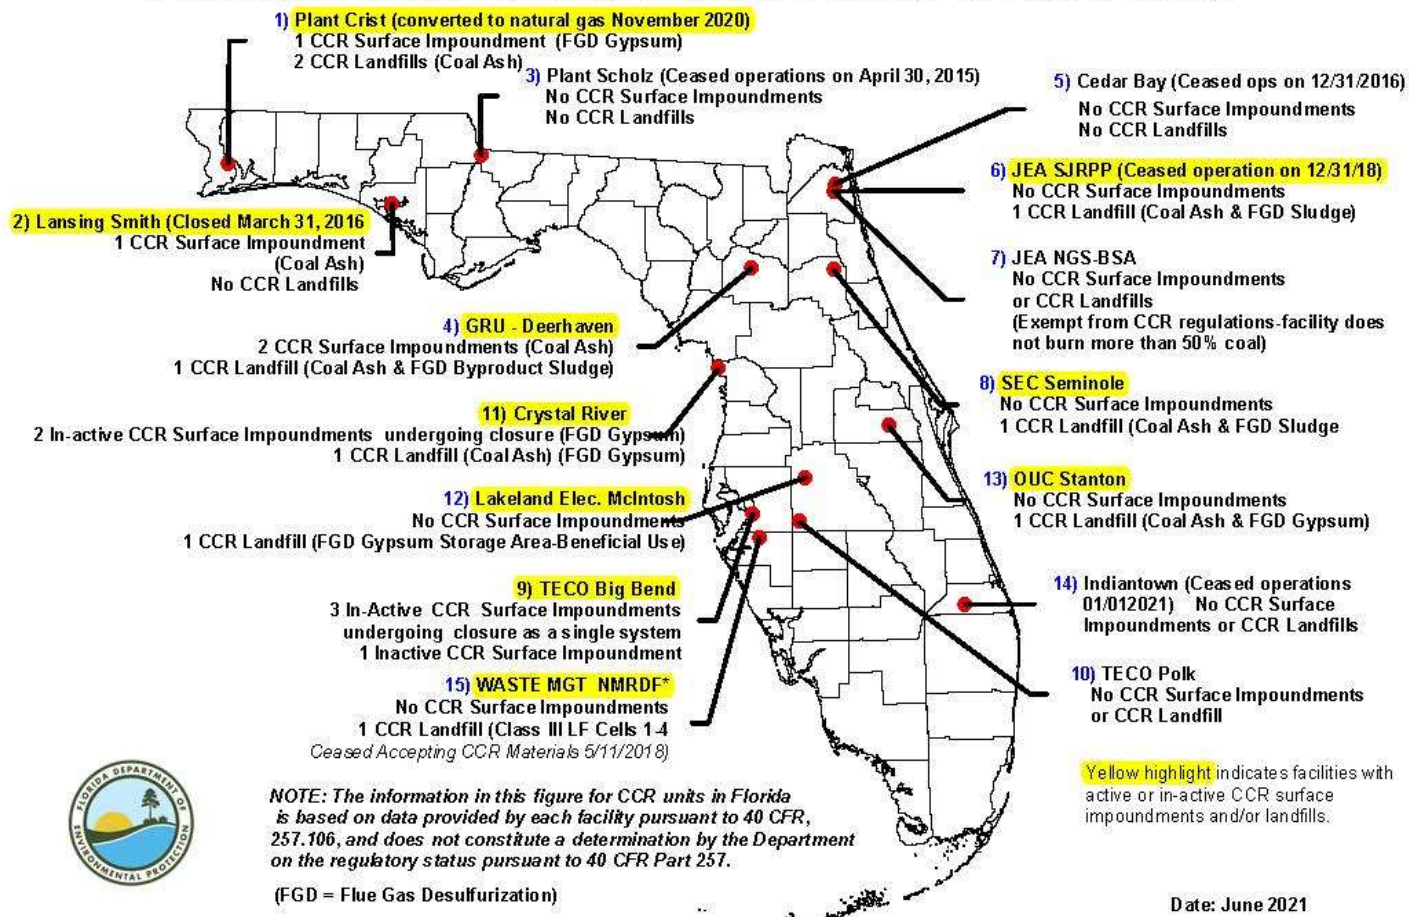 1) Plant Crist (converted to natural gas November 2020)
1 CCR Surface Impoundment (FGD Gypsum)
2 CCR Landfills (Coal Ash)
3) Plant Scholz (Ceased operations on April 30, 2015)
No CCR Surface Impoundments
No CCR Landfills
5) Cedar Bay (Ceased ops on 12/31/2016)
No CCR Surface Impoundments
No CCR Landfills
6) JEA SJRPP (Ceased operation on 12/31/18)
No CCR Surface Impoundments
1 CCR Landfill (Coal Ash & FGD Sludge)
2) Lansing Smith (Closed March 31, 2016
1 CCR Surface Impoundment
(Coal Ash)
No CCR Landfills
7) JEA NGS-BSA
No CCR Surface Impoundments
or CCR Landfills
(Exempt from CCR regulations-facility does
not burn more than 50% coal)
4) GRU - Deerhaven
2 CCR Surface Impoundments (Coal Ash)
1 CCR Landfill (Coal Ash & FGD Byproduct Sludge)
8) SEC Seminole
No CCR Surface Impoundments
1 CCR Landfill (Coal Ash & FGD Sludge
11) Crystal River
2 In-active CCR Surface Impoundments undergoing closure (FGD Gypsum)
1 CCR Landfill (Coal Ash) (FGD Gypsum)
13) OUC Stanton
No CCR Surface Impoundments
1 CCR Landfill (Coal Ash & FGD Gypsum)
12) Lakeland Elec. McIntosh
No CCR Surface Impoundments
1 CCR Landfill (FGD Gypsum Storage Area-Beneficial Use)
9) TECO Big Bend
3 In-Active CCR Surface Impoundments
undergoing closure as a single system
1 Inactive CCR Surface Impoundment
14) Indiantown (Ceased operations
01/012021) No CCR Surface
Impoundments or CCR Landfills
15) WASTE MGT NMRDF*
No CCR Surface Impoundments
1 CCR Landfill (Class III LF Cells 1-4
Ceased Accepting CCR Materials 5/11/2018)
10) TECO Polk
No CCR Surface Impoundments
or CCR Landfill
Yellow highlight indicates facilities with
active or in-active CCR surface
impoundments and/or landfills.
FLORIDA DEPARTMENT OF
ENVIRONMENTAL PROTECTION
NOTE: The information in this figure for CCR units in Florida
is based on data provided by each facility pursuant to 40 CFR,
257.106, and does not constitute a determination by the Department
on the regulatory status pursuant to 40 CFR Part 257.
(FGD = Flue Gas Desulfurization)
Date: June 2021